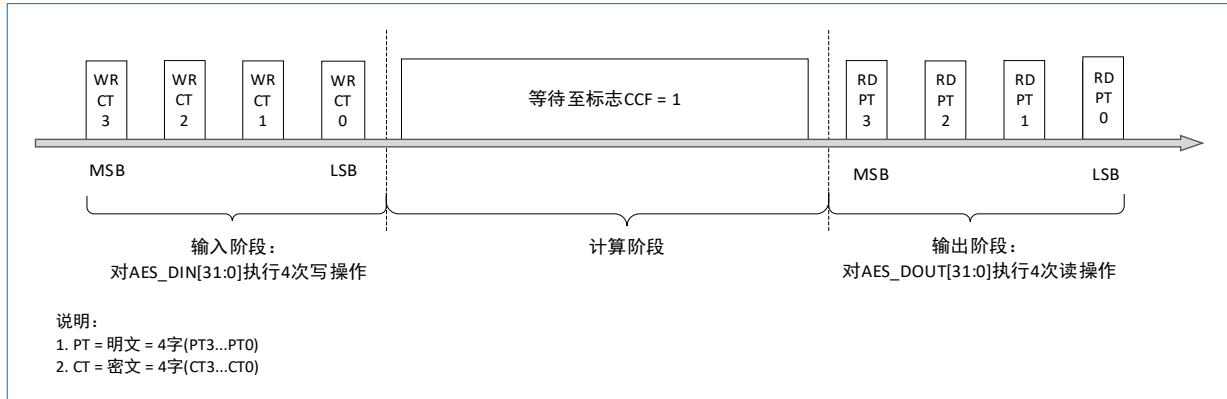 WR
CT
3
WR
CT
2
WR
CT
1
WR
CT
0
等待至标志CCF = 1
RD
PT
3
RD
PT
2
RD
PT
1
RD
PT
0
MSB
LSB
MSB
LSB
输入阶段:
对AES_DIN[31:0]执行4次写操作
计算阶段
输出阶段:
对AES_DOUT[31:0]执行4次读操作
说明:
1. PT = 明文 = 4字(PT3...PT0)
2. CT = 密文 = 4字(CT3...CT0)